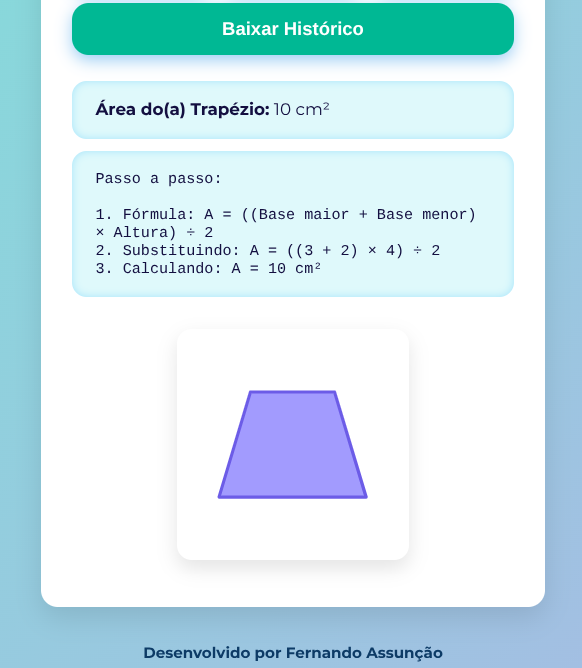 Baixar Histórico
Área do(a) Trapézio: 10 cm²
Passo a passo:
1. Fórmula: A = ((Base maior + Base menor)
× Altura) ÷ 2
2. Substituindo: A = ((3 + 2) × 4) ÷ 2
3. Calculando: A = 10 cm²
Desenvolvido por Fernando Assunção